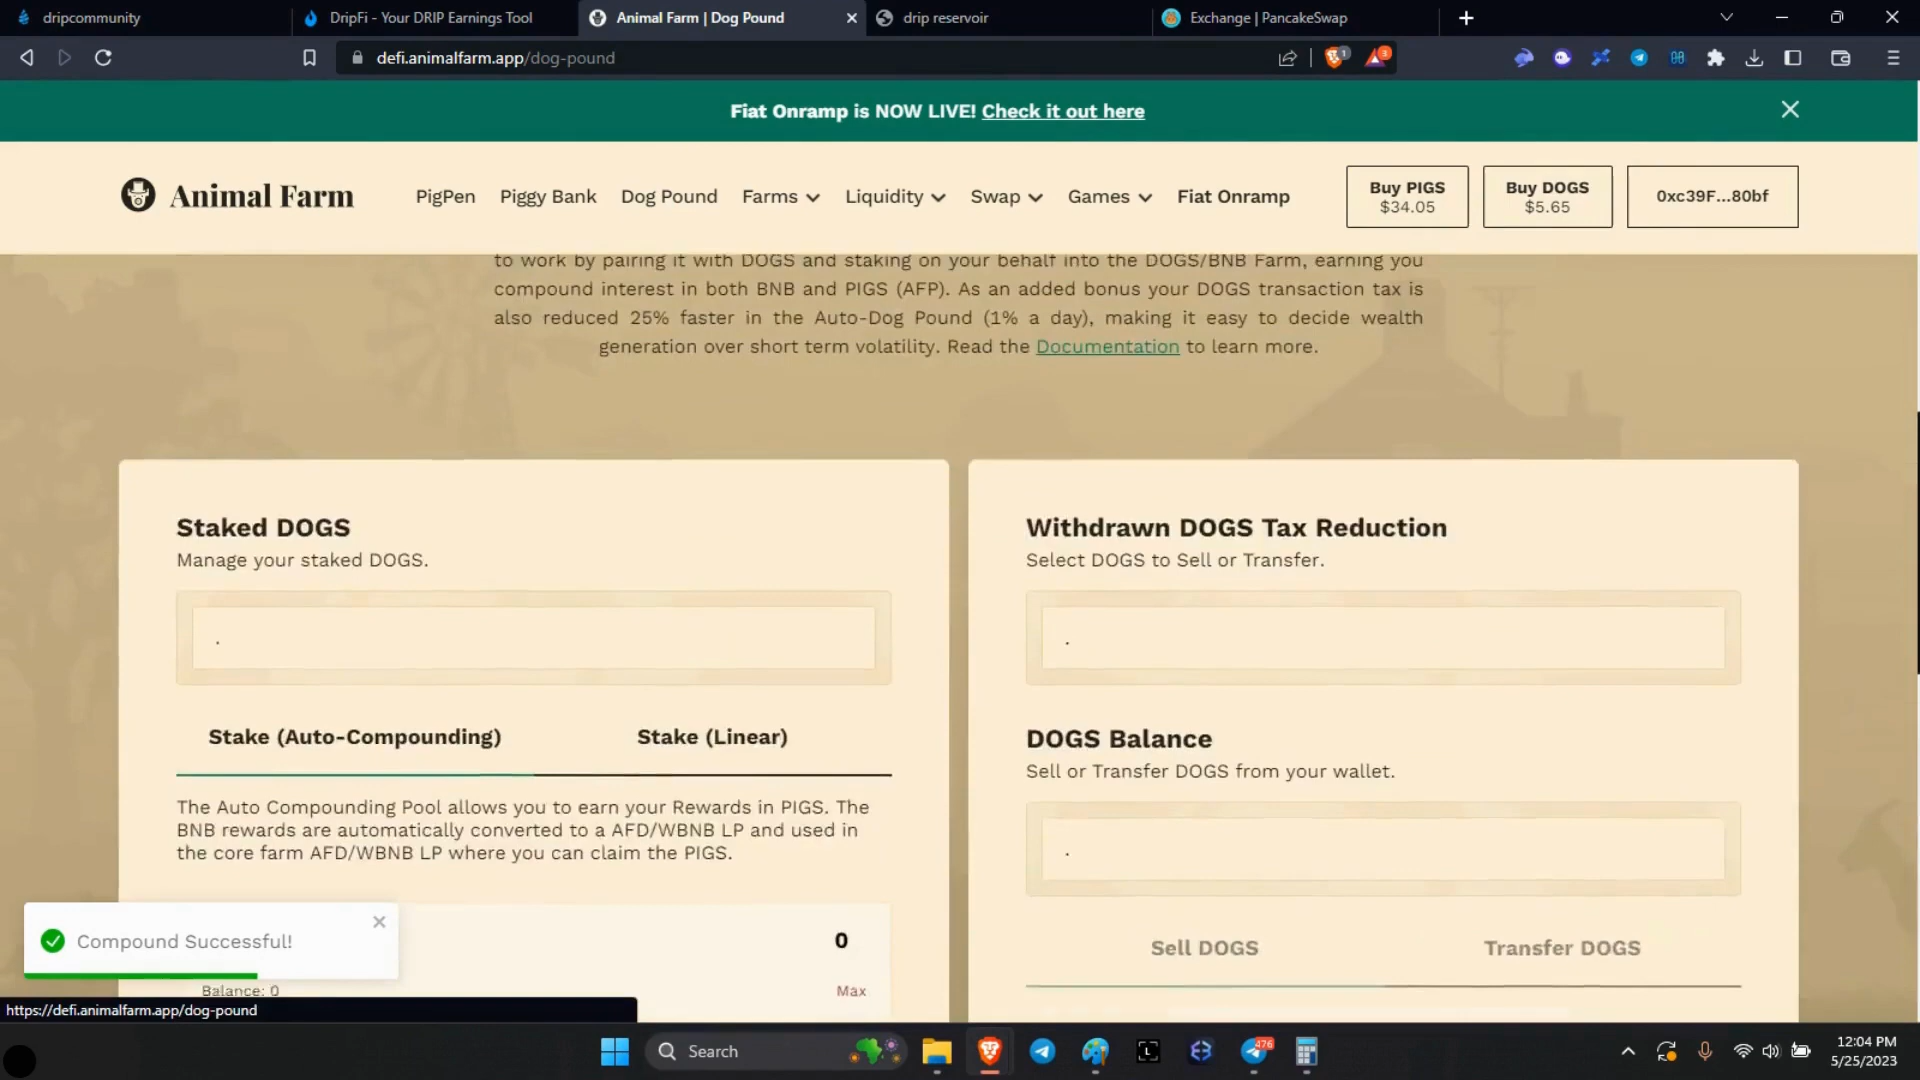 dripcommunity
DripFi - Your DRIP Earnings Tool
Animal Farm | Dog Pound
drip reservoir
Exchange | PancakeSwap
defi.animalfarm.app/dog-pound
1
3
Fiat Onramp is NOW LIVE! Check it out here
Animal Farm
PigPen
Piggy Bank
Dog Pound
Farms
Liquidity
Swap
Games
Fiat Onramp
Buy PIGS
$34.05
Buy DOGS
$5.65
0xc39F...80bf
to work by pairing it with DOGS and staking on your behalf into the DOGS/BNB Farm, earning you
compound interest in both BNB and PIGS (AFP). As an added bonus your DOGS transaction tax is
also reduced 25% faster in the Auto-Dog Pound (1% a day), making it easy to decide wealth
generation over short term volatility. Read the Documentation to learn more.
Staked DOGS
Manage your staked DOGS.
.
Stake (Auto-Compounding)
Stake (Linear)
The Auto Compounding Pool allows you to earn your Rewards in PIGS. The
BNB rewards are automatically converted to a AFD/WBNB LP and used in
the core farm AFD/WBNB LP where you can claim the PIGS.
0
Balance: 0
Max
Withdrawn DOGS Tax Reduction
Select DOGS to Sell or Transfer.
.
DOGS Balance
Sell or Transfer DOGS from your wallet.
.
Sell DOGS
Transfer DOGS
Compound Successful!
https://defi.animalfarm.app/dog-pound
Search
L
476
12:04 PM
5/25/2023